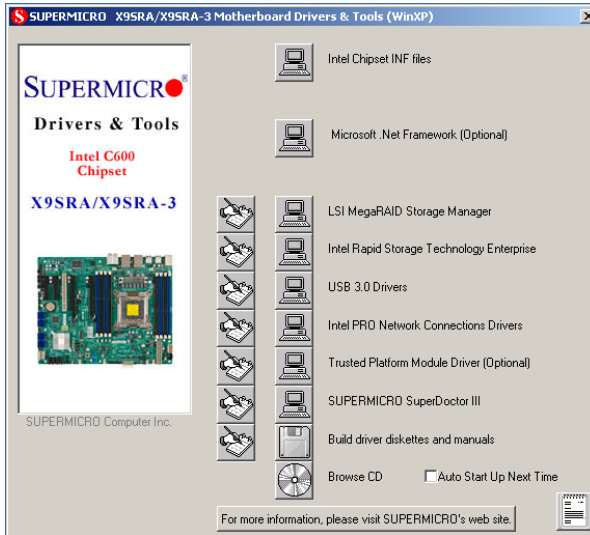 SUPERMICRO X9SRA/X9SRA-3 Motherboard Drivers & Tools (WinXP)
SUPERMICRO®
Drivers & Tools
Intel C600
Chipset
X9SRA/X9SRA-3
SUPERMICRO Computer Inc.
Intel Chipset INF files
Microsoft .Net Framework (Optional)
LSI MegaRAID Storage Manager
Intel Rapid Storage Technology Enterprise
USB 3.0 Drivers
Intel PRO Network Connections Drivers
Trusted Platform Module Driver (Optional)
SUPERMICRO SuperDoctor III
Build driver diskettes and manuals
Browse CD
Auto Start Up Next Time
For more information, please visit SUPERMICRO's web site.